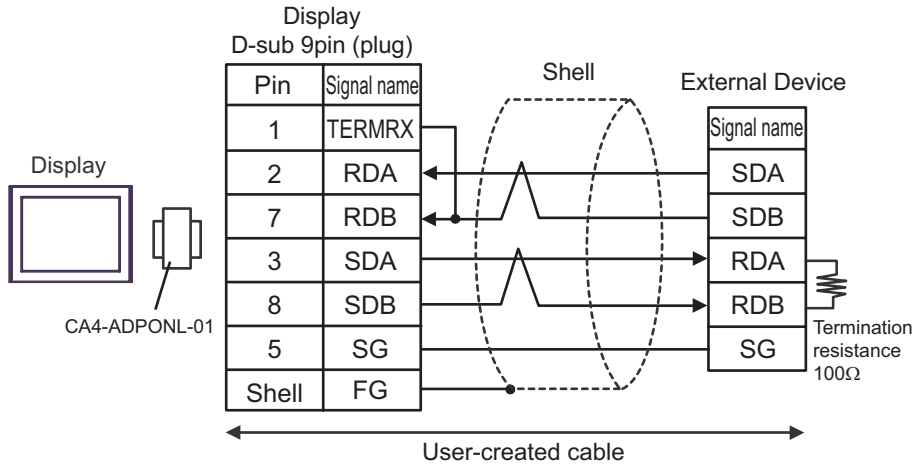 Display
D-sub 9pin (plug)
Shell
External Device
Display
CA4-ADPONL-01
Pin Signal name
1 TERMRX
2 RDA
7 RDB
3 SDA
8 SDB
5 SG
Shell FG
Signal name
SDA
SDB
RDA
RDB
SG
Termination
resistance
100Ω
User-created cable